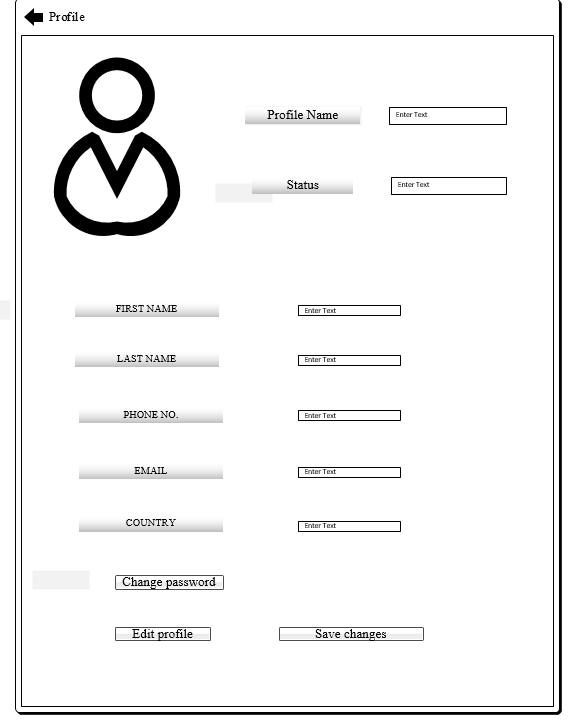 Profile
Profile Name
Enter Text
Status
Enter Text
FIRST NAME
Enter Text
LAST NAME
Enter Text
PHONE NO.
Enter Text
EMAIL
Enter Text
COUNTRY
Enter Text
Change password
Edit profile
Save changes